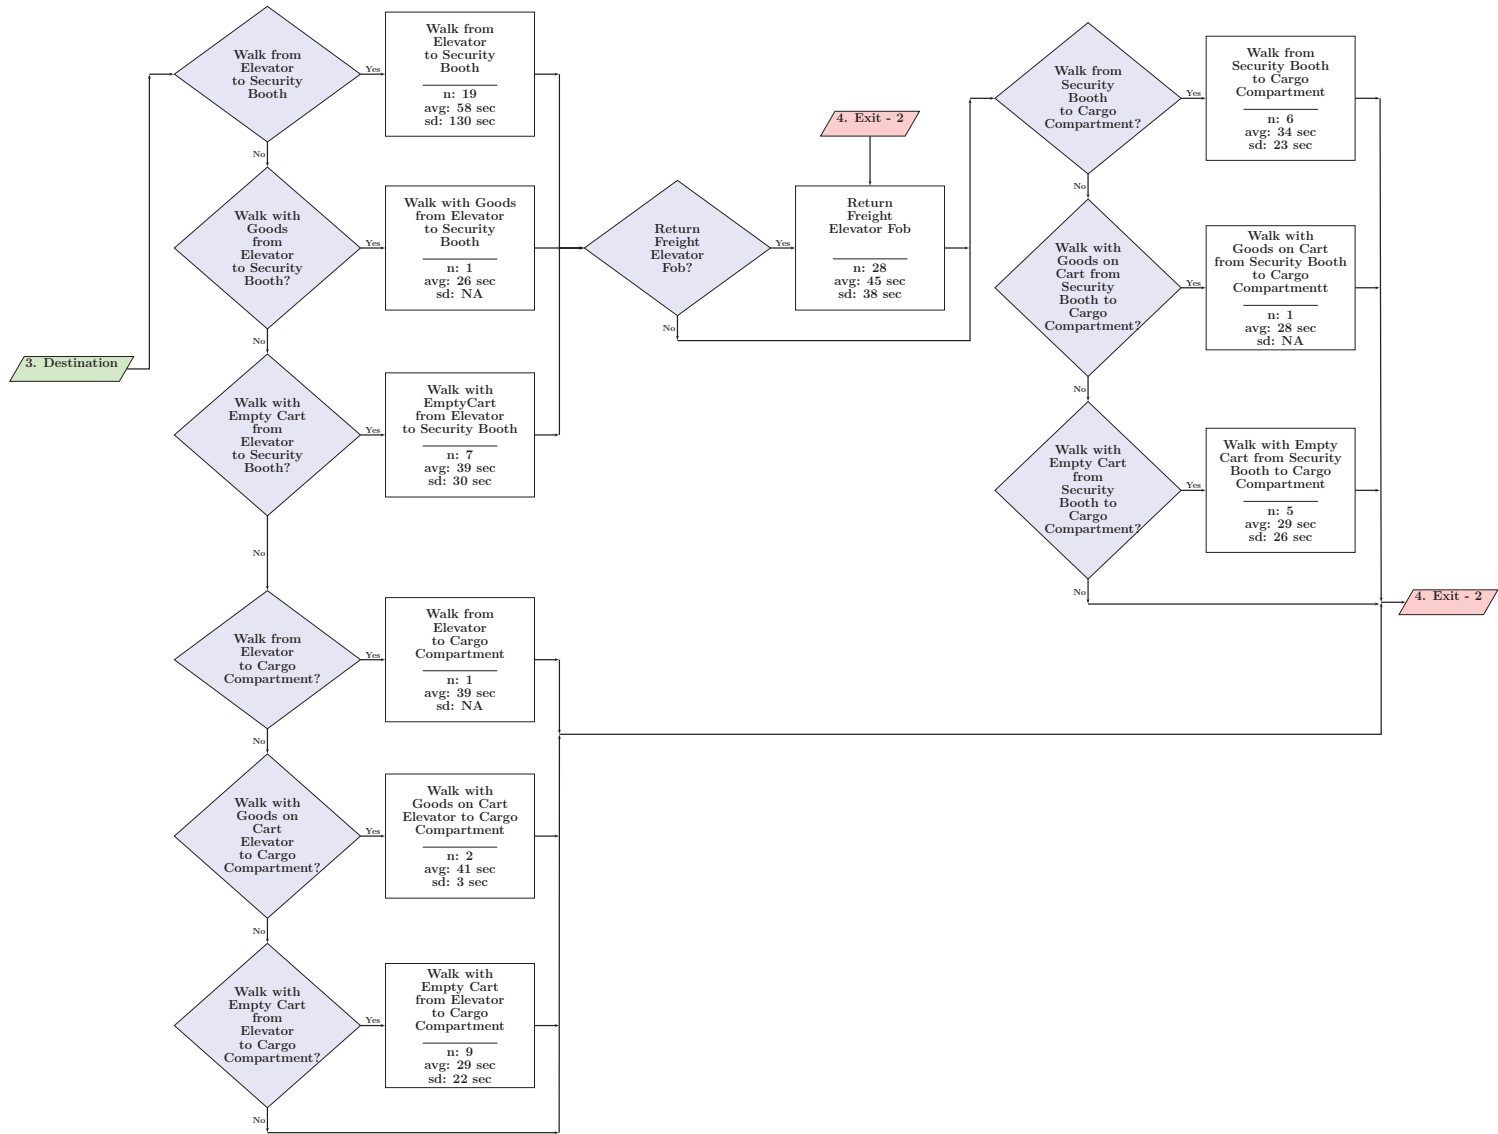 3. Destination
Walk from
Elevator
to Security
Booth
Yes
Walk from
Elevator
to Security
Booth
n: 19
avg: 58 sec
sd: 130 sec
No
Walk with
Goods
from
Elevator
to Security
Booth?
Yes
Walk with Goods
from Elevator
to Security
Booth
n: 1
avg: 26 sec
sd: NA
No
Walk with
Empty Cart
from
Elevator
to Security
Booth?
Yes
Walk with
EmptyCart
from Elevator
to Security Booth
n: 7
avg: 39 sec
sd: 30 sec
No
Walk from
Elevator
to Cargo
Compartment?
Yes
Walk from
Elevator
to Cargo
Compartment
n: 1
avg: 39 sec
sd: NA
No
Walk with
Goods on
Cart
Elevator
to Cargo
Compartment?
Yes
Walk with
Goods on Cart
Elevator to Cargo
Compartment
n: 2
avg: 41 sec
sd: 3 sec
No
Walk with
Empty Cart
from
Elevator
to Cargo
Compartment?
Yes
Walk with
Empty Cart
from Elevator
to Cargo
Compartment
n: 9
avg: 29 sec
sd: 22 sec
No
Return
Freight
Elevator
Fob?
Yes
No
4. Exit - 2
Return
Freight
Elevator Fob
n: 28
avg: 45 sec
sd: 38 sec
Walk from
Security
Booth
to Cargo
Compartment?
Yes
Walk from
Security Booth
to Cargo
Compartment
n: 6
avg: 34 sec
sd: 23 sec
No
Walk with
Goods on
Cart from
Security
Booth to
Cargo
Compartment?
Yes
Walk with
Goods on Cart
from Security Booth
to Cargo
Compartmentt
n: 1
avg: 28 sec
sd: NA
No
Walk with
Empty Cart
from
Security
Booth to
Cargo
Compartment?
Yes
Walk with Empty
Cart from Security
Booth to Cargo
Compartment
n: 5
avg: 29 sec
sd: 26 sec
No
4. Exit - 2